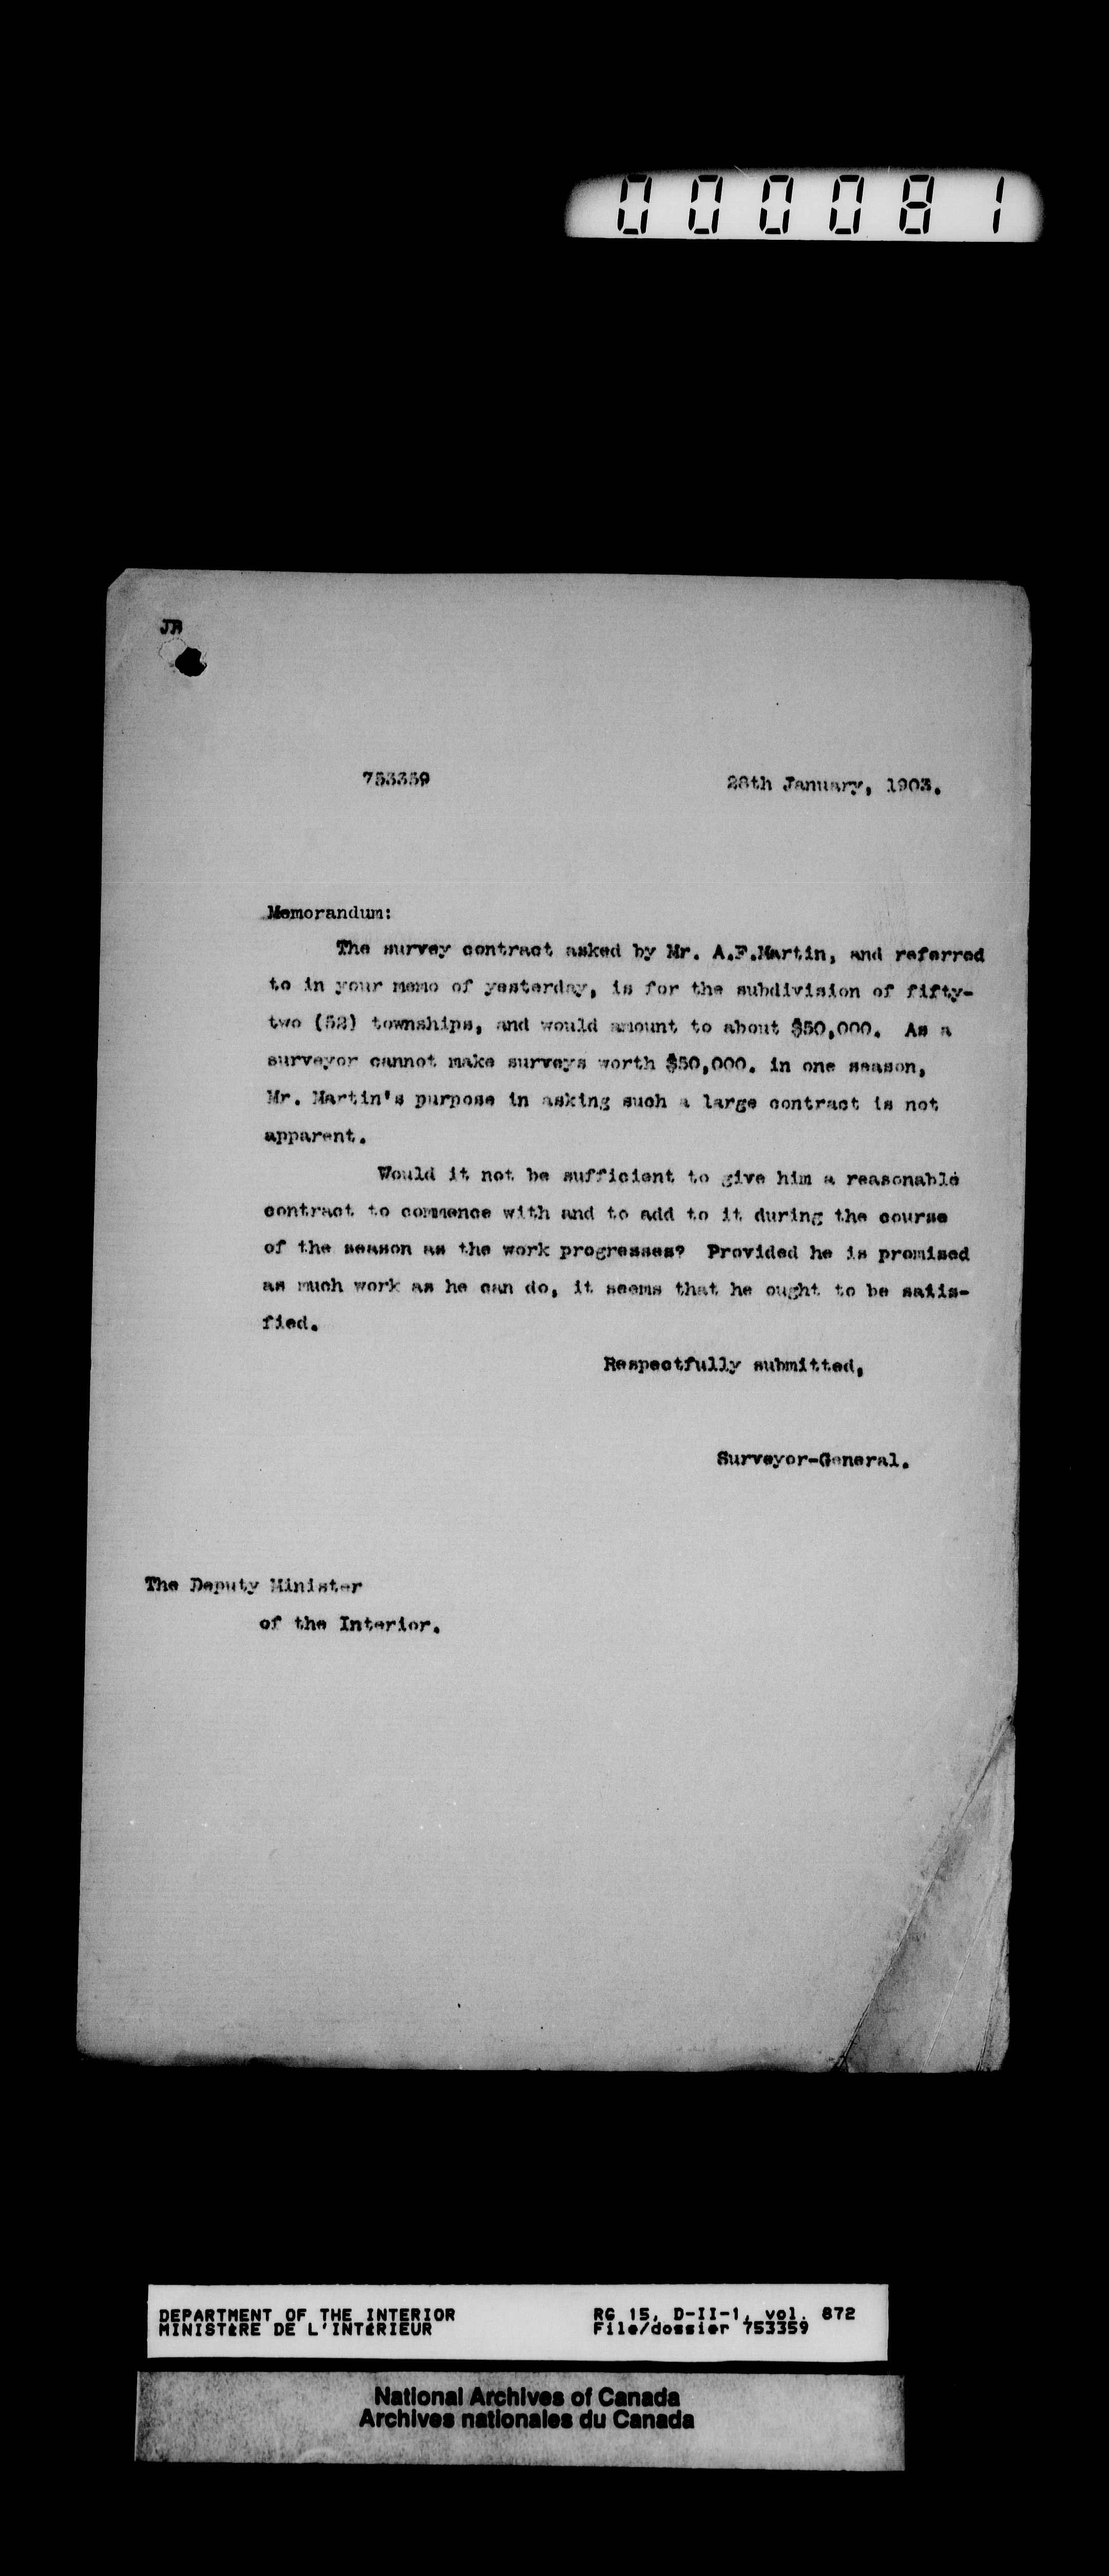 000081
JR
753359
28th January, 1903.
Memorandum:
The survey contract asked by Mr. A.F.Martin, and referred
to in your memo of yesterday, is for the subdivision of fifty-
two (52) townships, and would amount to about $50,000. As a
surveyor cannot make surveys worth $50,000. in one season,
Mr. Martin's purpose in asking such a large contract is not
apparent.
Would it not be sufficient to give him a reasonable
contract to commence with and to add to it during the course
of the season as the work progresses? Provided he is promised
as much work as he can do, it seems that he ought to be satis-
fied.
Respectfully submitted,
Surveyor-General.
The Deputy Minister
of the Interior.
DEPARTMENT OF THE INTERIOR
MINISTÈRE DE L'INTÉRIEUR
RG 15, D-II-1, vol. 872
File/dossier 753359
National Archives of Canada
Archives nationales du Canada